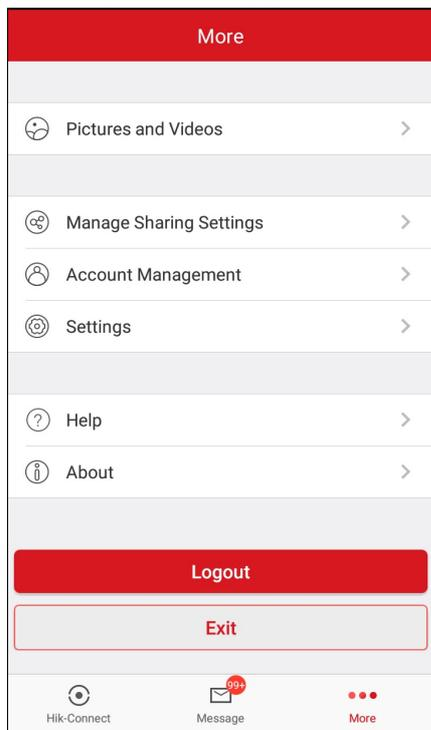 More
Pictures and Videos
Manage Sharing Settings
Account Management
Settings
Help
About
Logout
Exit
99+
Hik-Connect
Message
More